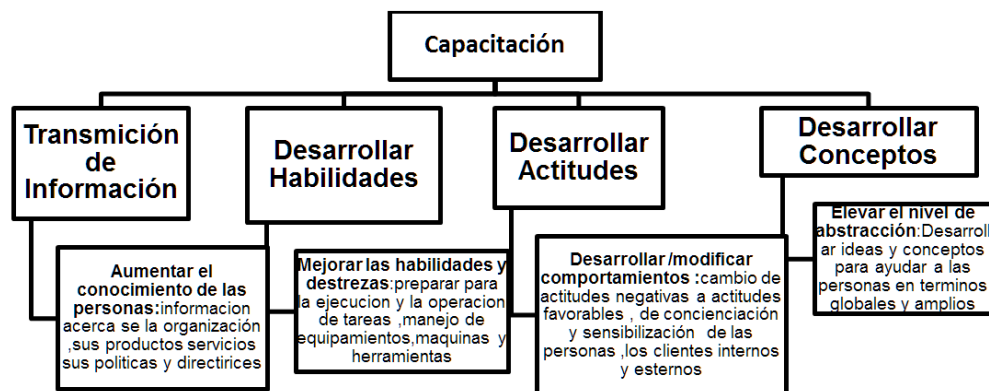 Capacitación
Transmición
de
Información
Desarrollar
Habilidades
Desarrollar
Actitudes
Desarrollar
Conceptos
Aumentar el
conocimiento de las
personas:informacion
acerca se la organización
,sus productos servicios
sus politicas y directirices
Mejorar las habilidades y
destrezas:preparar para
la ejecucion y la operacion
de tareas ,manejo de
equipamientos,maquinas y
herramientas
Desarrollar /modificar
comportamientos :cambio de
actitudes negativas a actitudes
favorables , de concienciación
y sensibilización de las
personas ,los clientes internos
y esternos
Elevar el nivel de
abstracción:Desarroll
ar ideas y conceptos
para ayudar a las
personas en terminos
globales y amplios